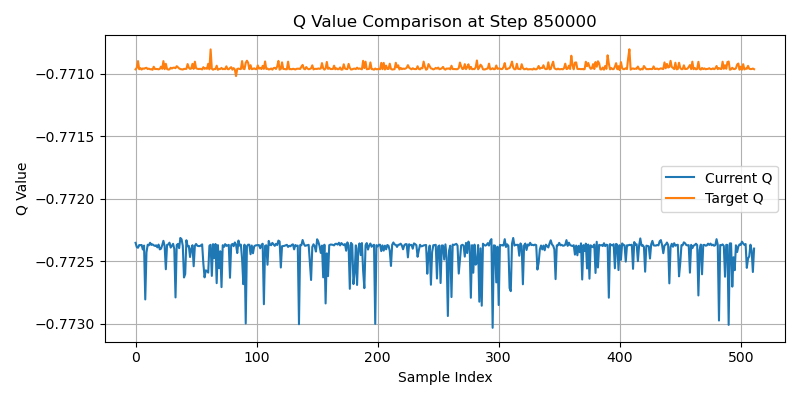 Q Value Comparison at Step 850000
Q Value
−0.7710
−0.7715
−0.7720
−0.7725
−0.7730
Current Q
Target Q
0
100
200
300
400
500
Sample Index